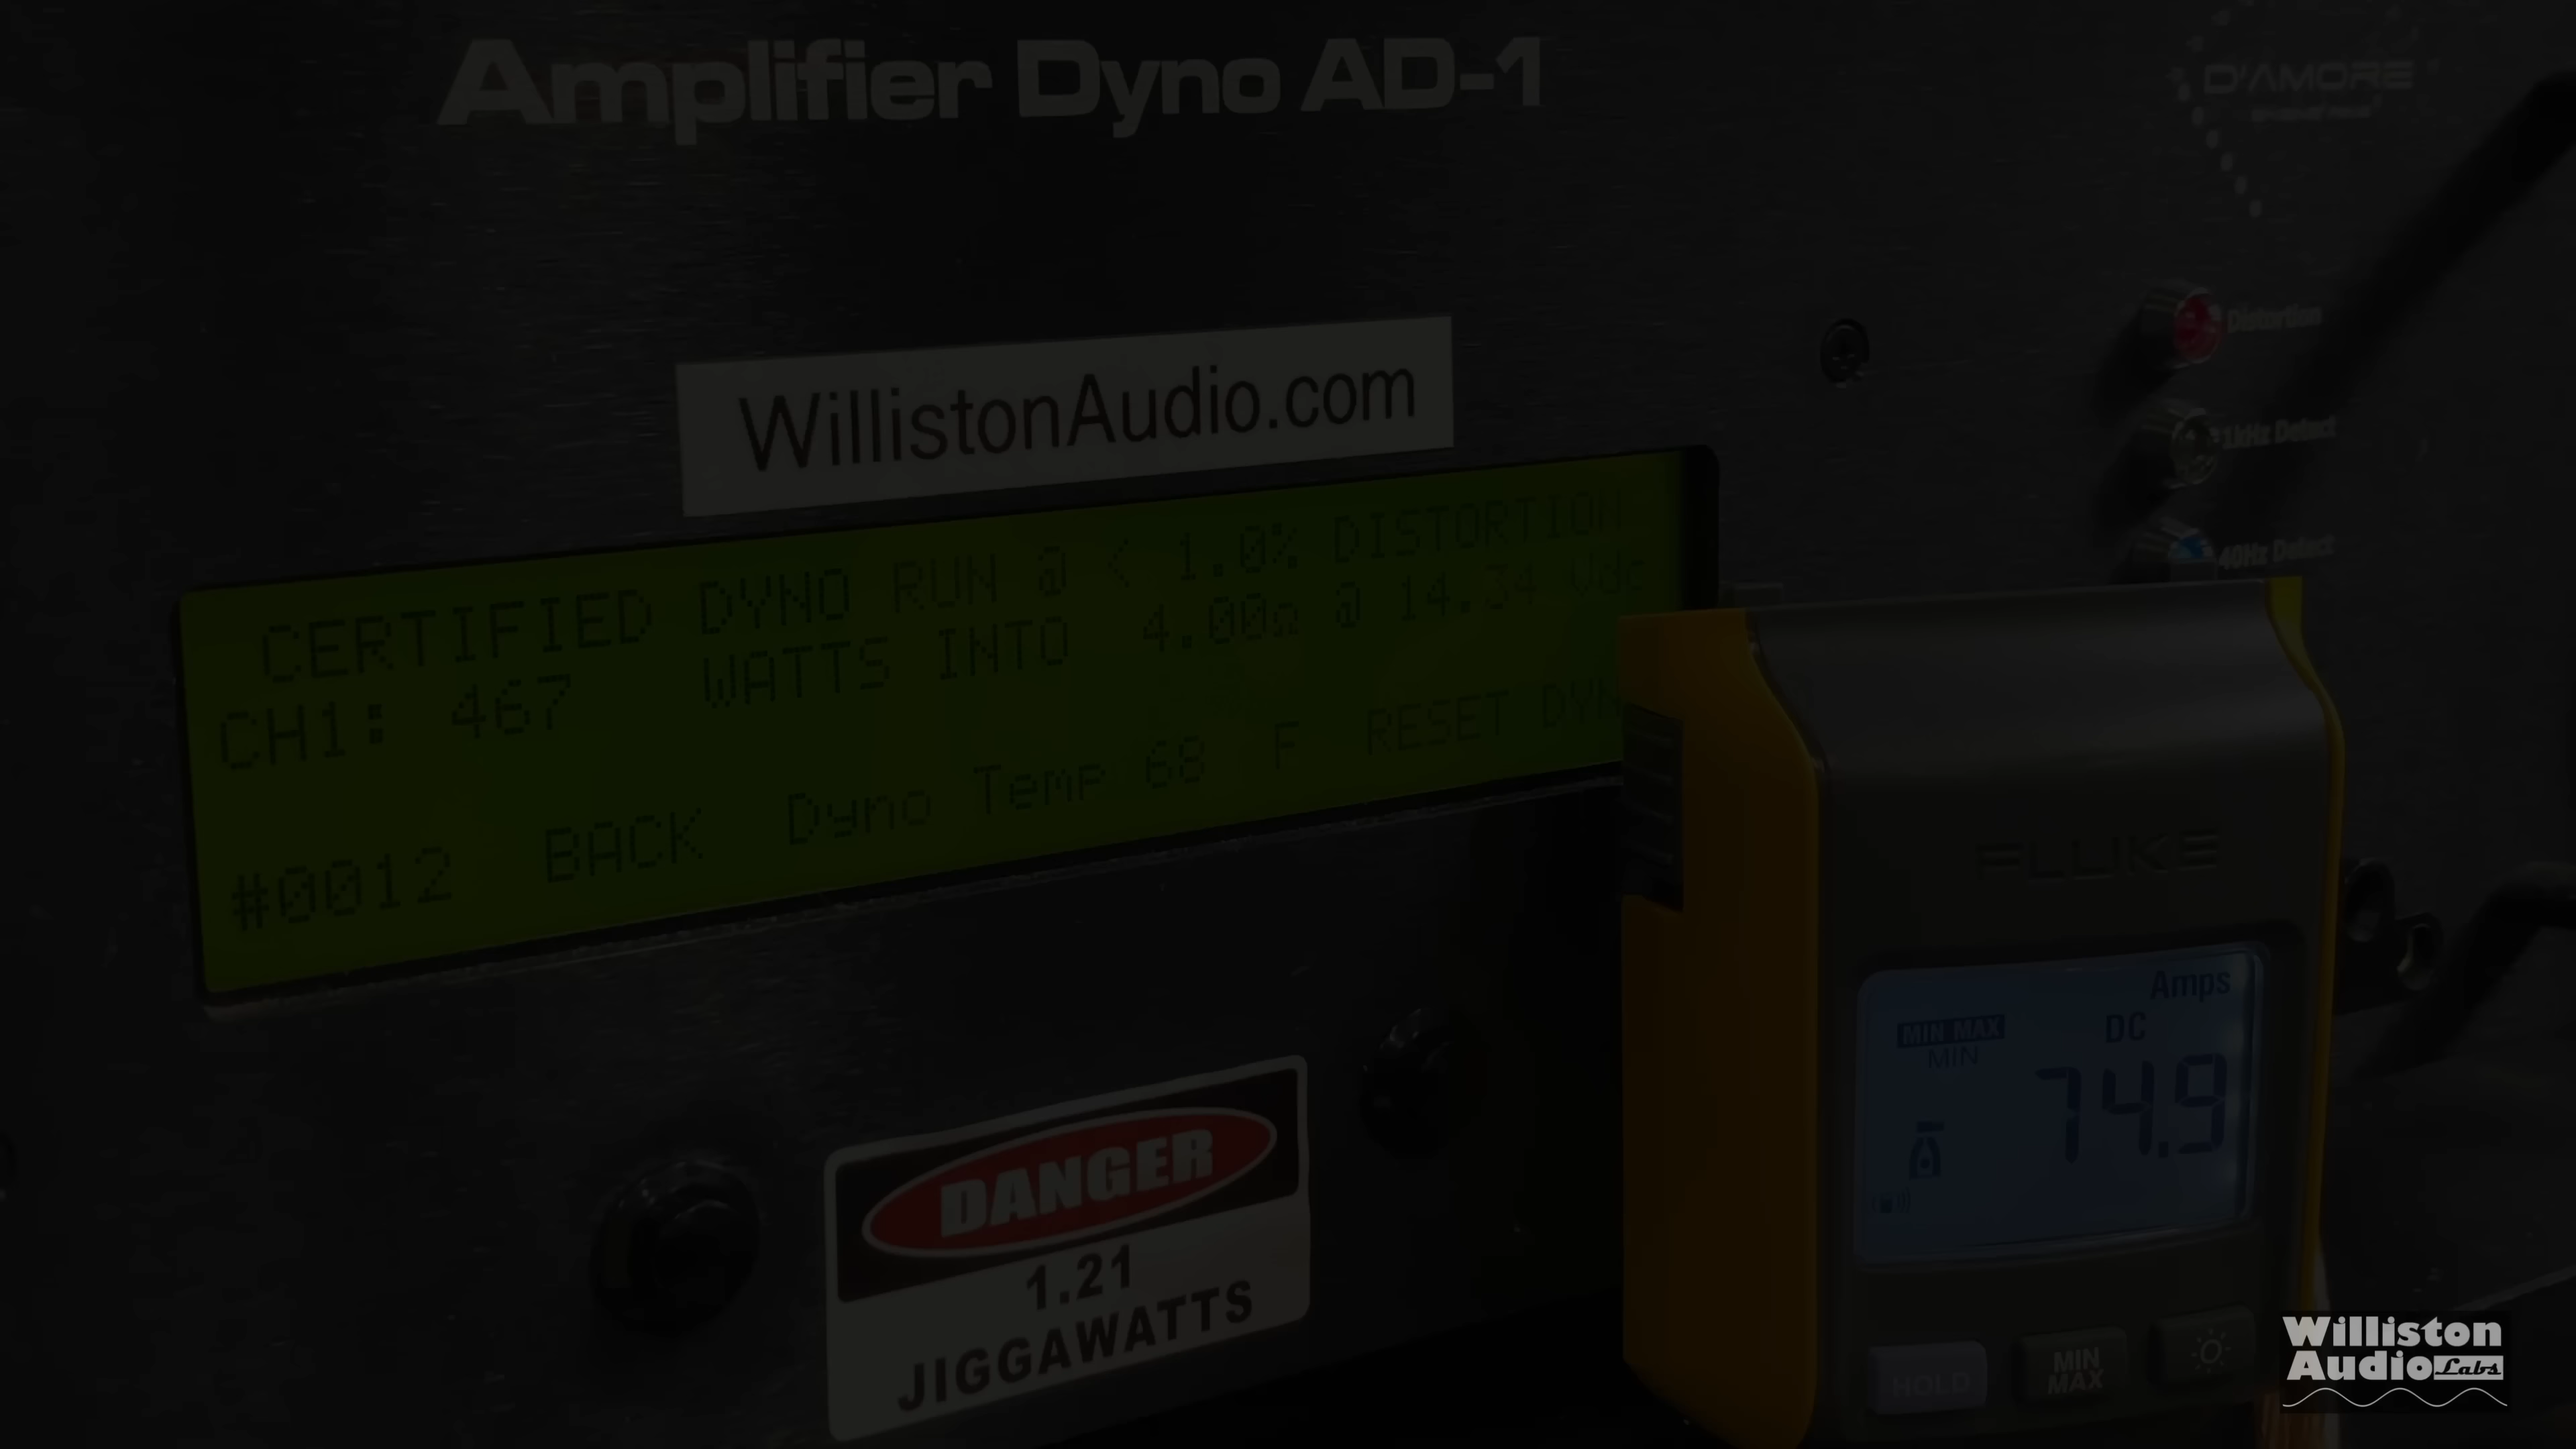 Amplifier Dyno AD-1
D'AMORE
WillistonAudio.com
Distortion
1kHz Detect
40Hz Detect
CERTIFIED DYNO RUN @ < 1.0% DISTORTION
CH1: 467 WATTS INTO 4.00Ω @ 14.34 Vdc
#0012 BACK Dyno Temp 68 F RESET DYN
FLUKE
Amps
MIN MAX
DC
MIN
74.9
DANGER
1.21
JIGGAWATTS
HOLD
MIN
MAX
Williston
Audio Labs